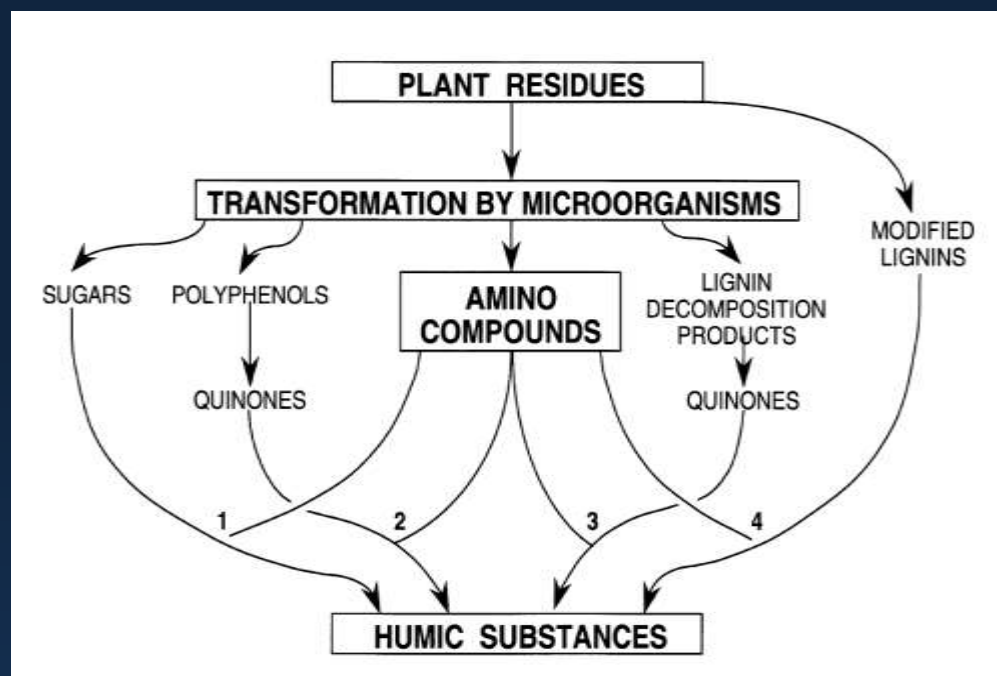 PLANT RESIDUES
TRANSFORMATION BY MICROORGANISMS
MODIFIED
LIGNINS
SUGARS
POLYPHENOLS
AMINO
COMPOUNDS
LIGNIN
DECOMPOSITION
PRODUCTS
QUINONES
QUINONES
1
2
3
4
HUMIC SUBSTANCES